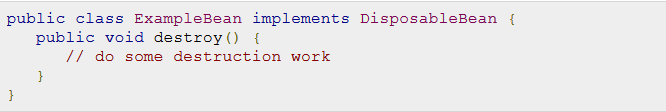 public class ExampleBean implements DisposableBean {
   public void destroy() {
      // do some destruction work
   }
}